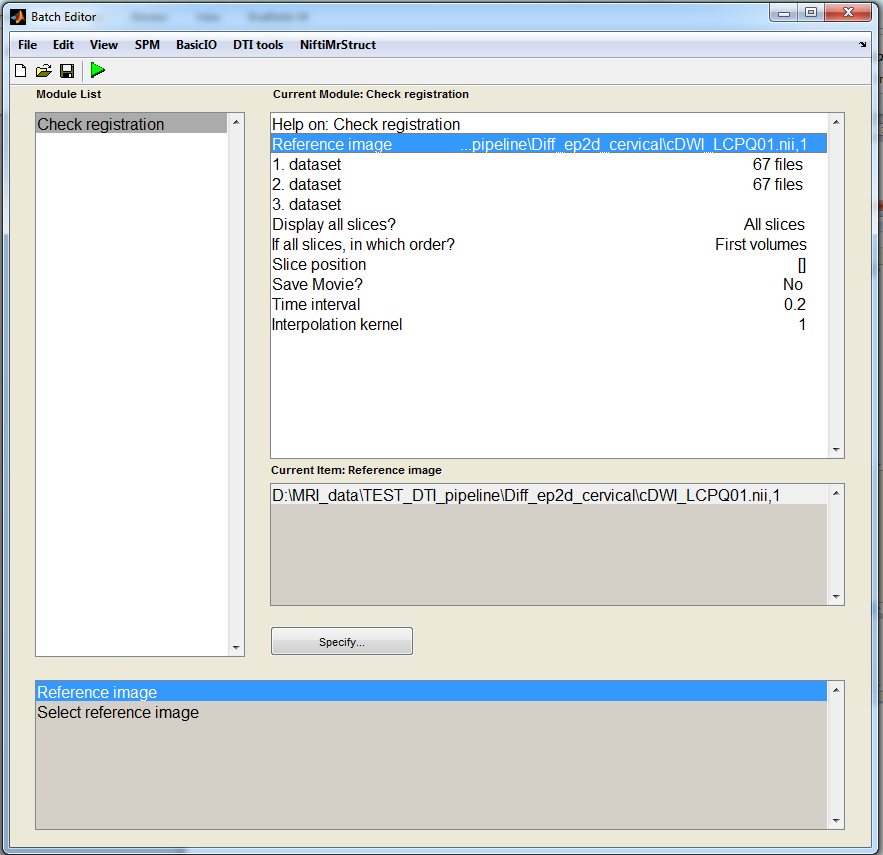 Batch Editor
File Edit View SPM BasicIO DTI tools NiftiMrStruct
Module List
Check registration
Current Module: Check registration
Help on: Check registration
Reference image ...pipeline\Diff_ep2d_cervical\cDWI_LCPQ01.nii,1
1. dataset 67 files
2. dataset 67 files
3. dataset
Display all slices? All slices
If all slices, in which order? First volumes
Slice position []
Save Movie? No
Time interval 0.2
Interpolation kernel 1
Current Item: Reference image
D:\MRI_data\TEST_DTI_pipeline\Diff_ep2d_cervical\cDWI_LCPQ01.nii,1
Specify...
Reference image
Select reference image